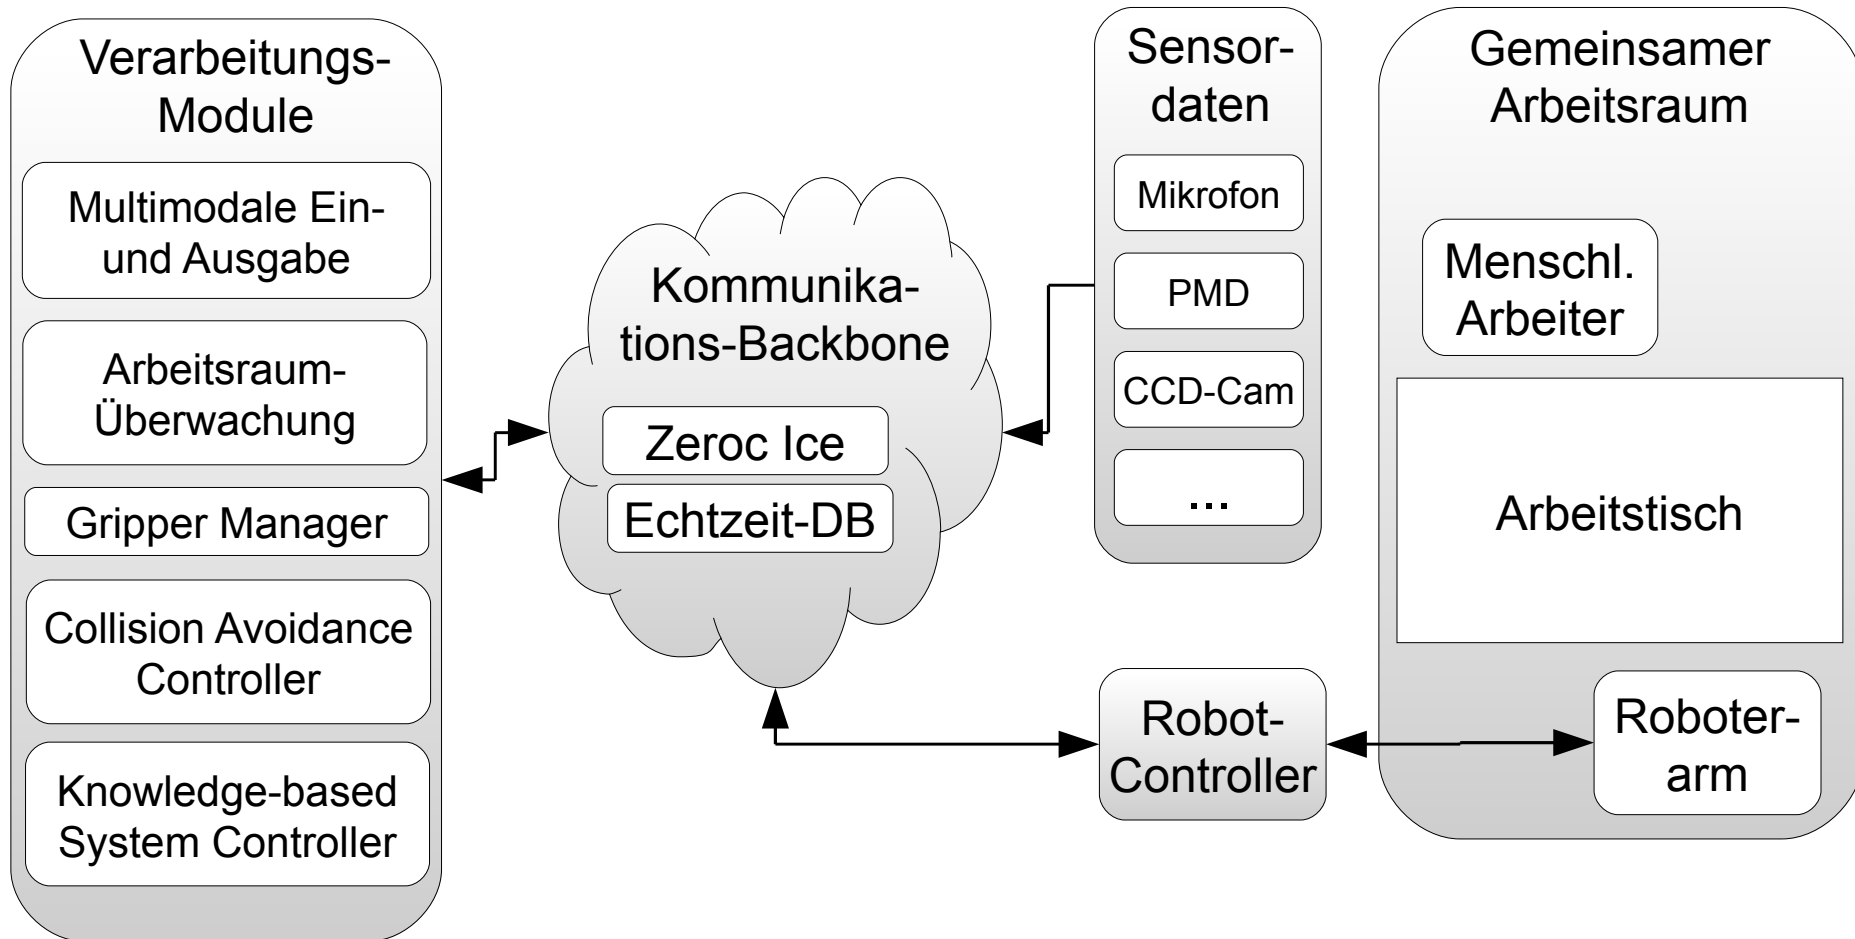 Verarbeitungs-
Module
Multimodale Ein-
und Ausgabe
Arbeitsraum-
Überwachung
Gripper Manager
Collision Avoidance
Controller
Knowledge-based
System Controller
Kommunika-
tions-Backbone
Zeroc Ice
Echtzeit-DB
Sensor-
daten
Mikrofon
PMD
CCD-Cam
...
Robot-
Controller
Gemeinsamer
Arbeitsraum
Menschl.
Arbeiter
Arbeitstisch
Roboter-
arm